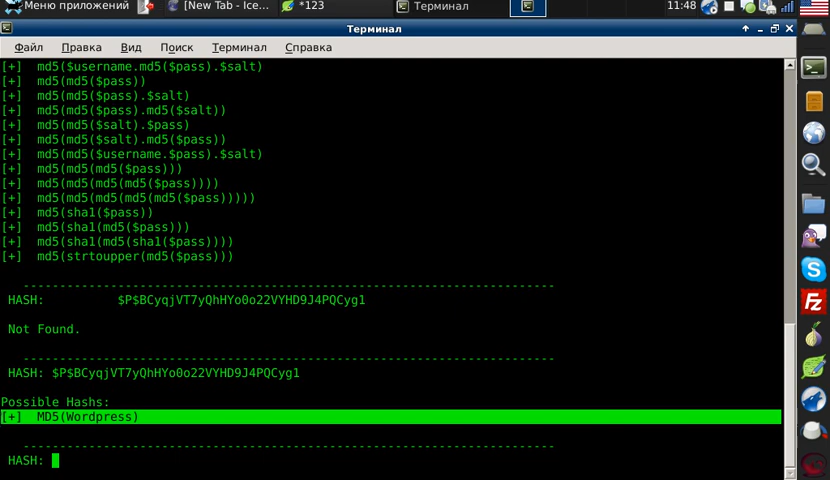 Меню приложений [New Tab - Ice... *123 Терминал 11:48
Терминал
Файл Правка Вид Поиск Терминал Справка
[+] md5($username.md5($pass).$salt)
[+] md5(md5($pass))
[+] md5(md5($pass).$salt)
[+] md5(md5($pass).md5($salt))
[+] md5(md5($salt).$pass)
[+] md5(md5($salt).md5($pass))
[+] md5(md5($username.$pass).$salt)
[+] md5(md5(md5($pass)))
[+] md5(md5(md5(md5($pass))))
[+] md5(md5(md5(md5(md5($pass)))))
[+] md5(sha1($pass))
[+] md5(sha1(md5($pass)))
[+] md5(sha1(md5(sha1($pass))))
[+] md5(strtoupper(md5($pass)))
-------------------------------------------------------------------------
HASH: $P$BCyqjVT7yQhHYo0o22VYHD9J4PQCyg1
Not Found.
-------------------------------------------------------------------------
HASH: $P$BCyqjVT7yQhHYo0o22VYHD9J4PQCyg1
Possible Hashs:
[+] MD5(Wordpress)
-------------------------------------------------------------------------
HASH: